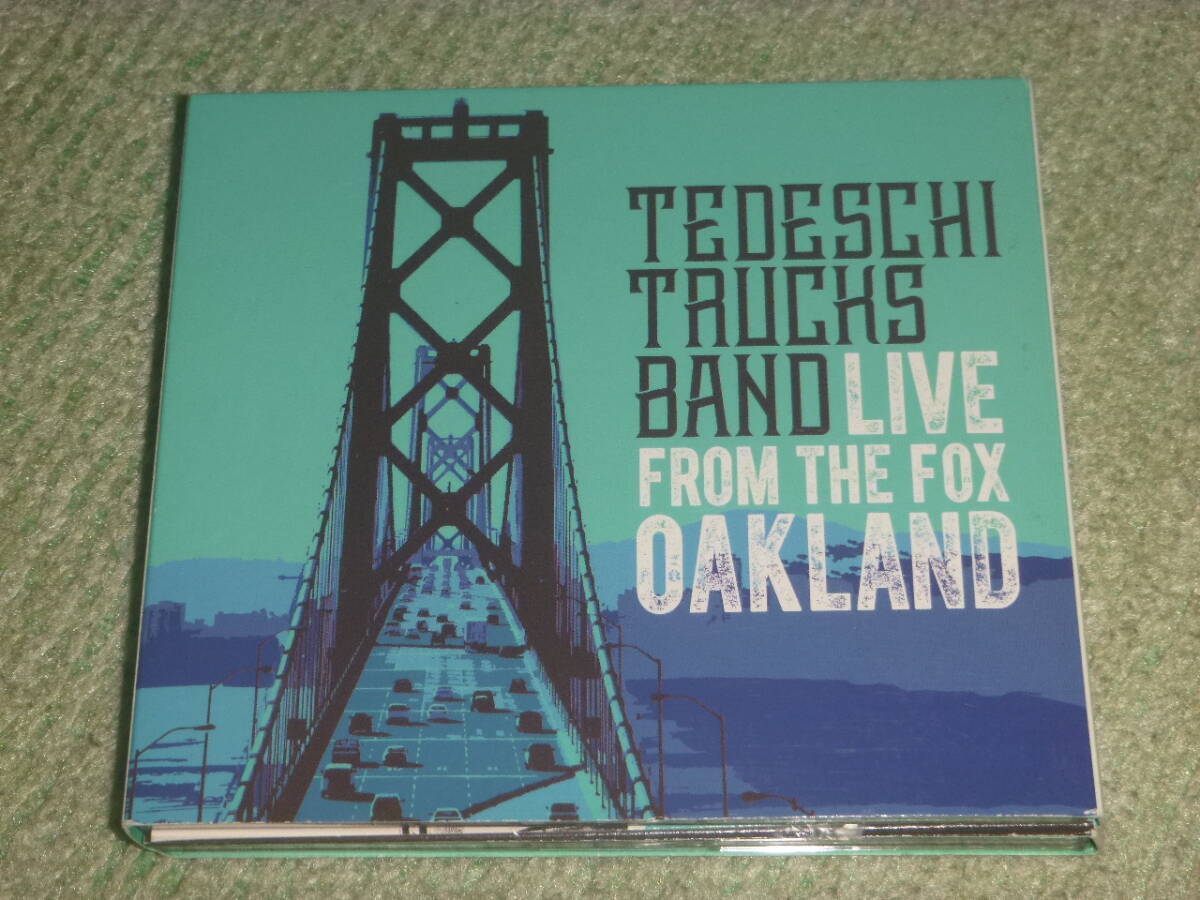 TEDESCHI
TRUCKS
BAND LIVE
FROM THE FOX
OAKLAND